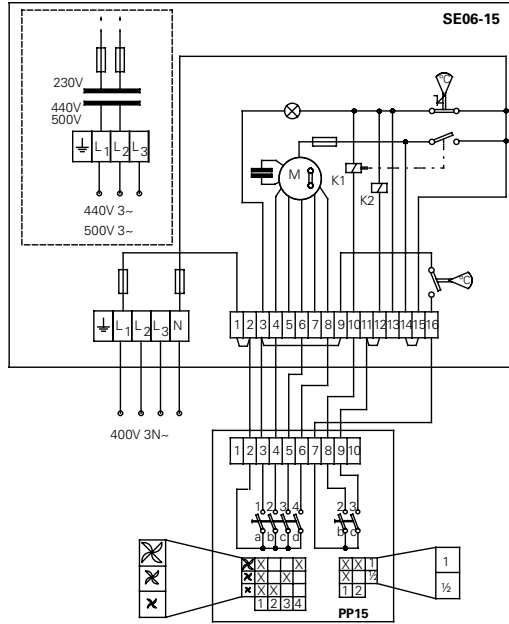 SE06-15
230V
440V
500V
L1 L2 L3
440V 3~
500V 3~
°C
M
K1
K2
°C
L1 L2 L3 N
1 2 3 4 5 6 7 8 9 10 11 12 13 14 15 16
400V 3N~
1 2 3 4 5 6 7 8 9 10
1 2 3 4 2 3
a b c d b c
X X X X 1
X X X ½
X X 1 2
1 2 3 4
1
½
PP15